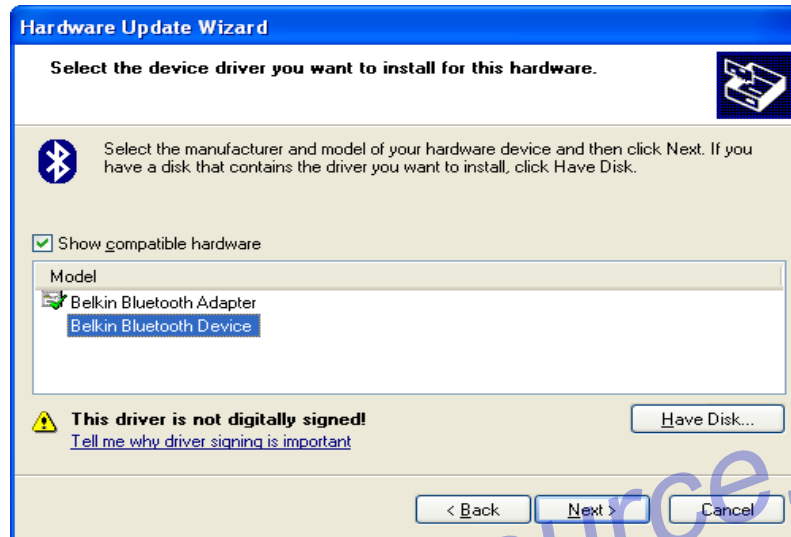 Hardware Update Wizard
Select the device driver you want to install for this hardware.
Select the manufacturer and model of your hardware device and then click Next. If you
have a disk that contains the driver you want to install, click Have Disk.
Show compatible hardware
Model
Belkin Bluetooth Adapter
Belkin Bluetooth Device
This driver is not digitally signed!
Have Disk...
Tell me why driver signing is important
< Back Next > Cancel